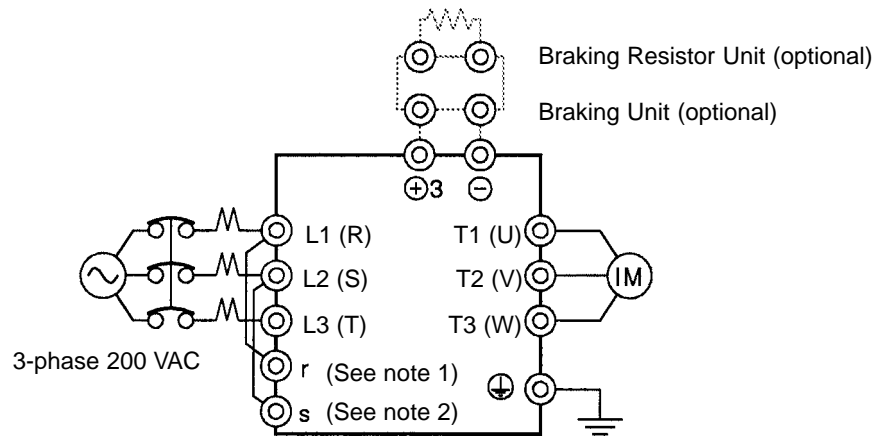 Braking Resistor Unit (optional)
Braking Unit (optional)
⊕3 ⊖
L1 (R) T1 (U)
L2 (S) T2 (V) IM
L3 (T) T3 (W)
3-phase 200 VAC
r (See note 1)
s (See note 2)